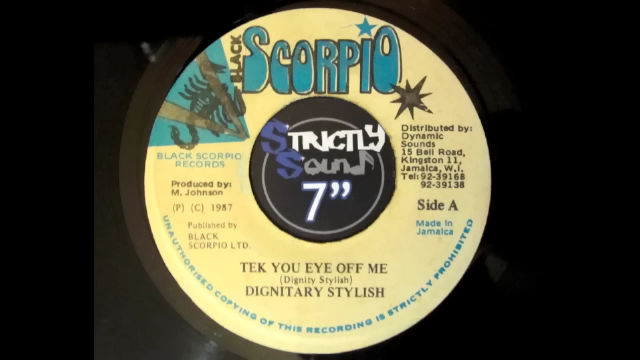 BLACK SCORPIO
BLACK SCORPIO
RECORDS
Produced by:
M. Johnson
(P) (C) 1987
Published by
BLACK
SCORPIO LTD.
STRICTLY
SOUND
7”
Distributed by:
Dynamic
Sounds
15 Bell Road,
Kingston 11,
Jamaica, W.I.
Tel: 92-39168
92-39138
Side A
Made in
Jamaica
TEK YOU EYE OFF ME
(Dignity Stylish)
DIGNITARY STYLISH
UNAUTHORISED COPYING OF THIS RECORDING IS STRICTLY PROHIBITED